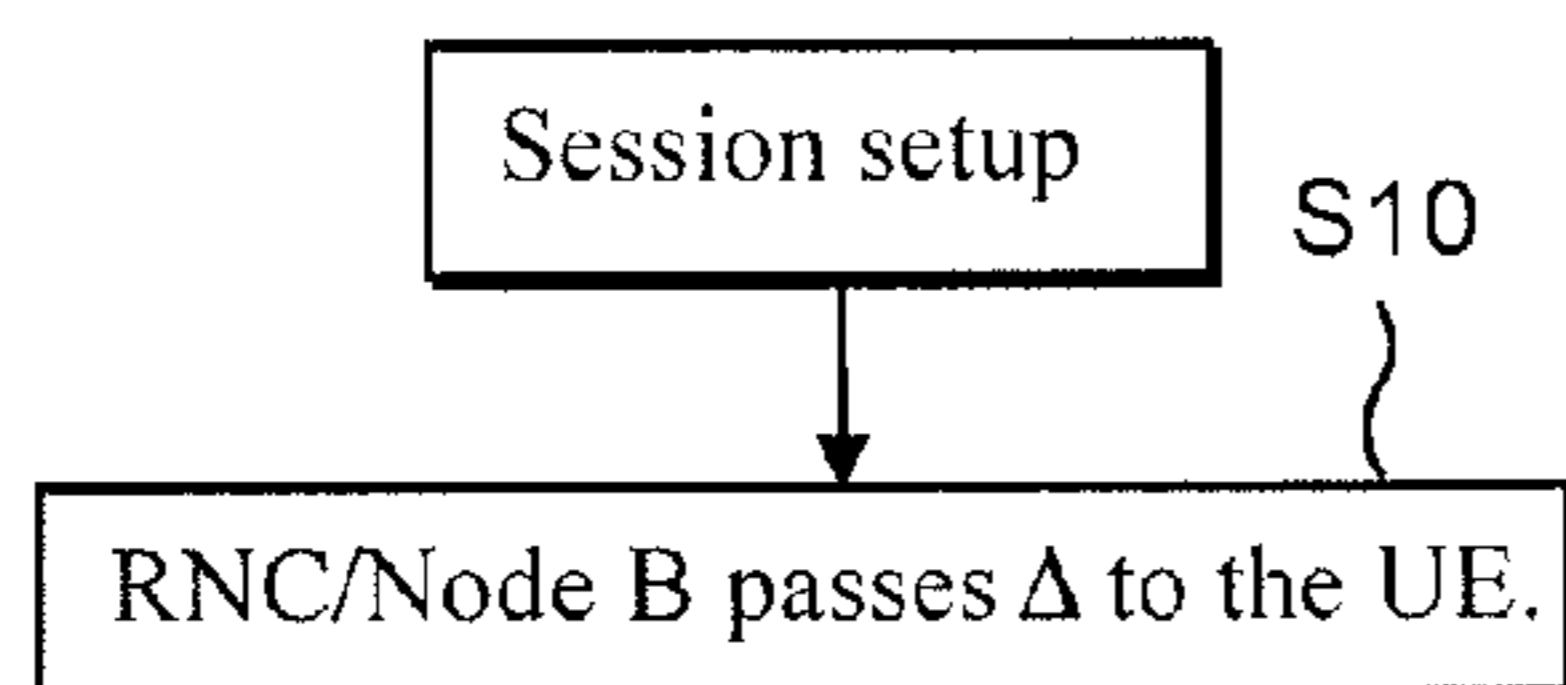 Session setup
S10
RNC/Node B passes Δ to the UE.